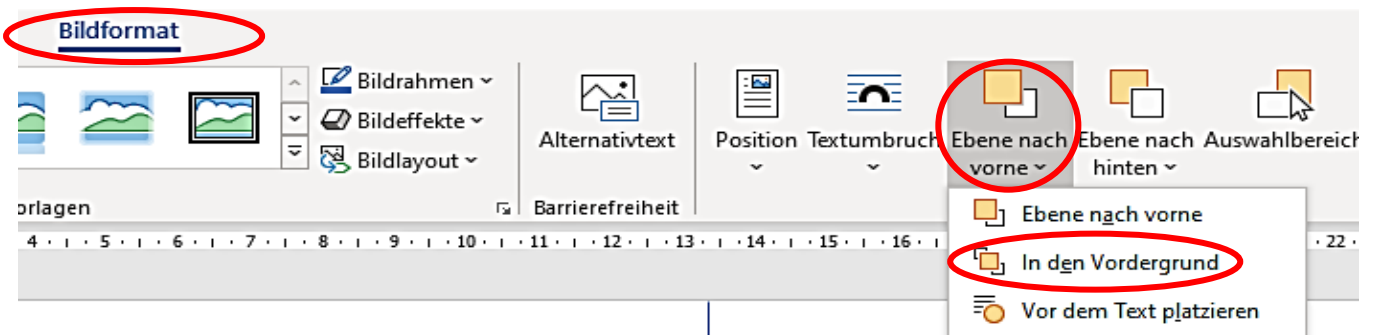 Bildformat
Bildrahmen
Bildeffekte
Bildlayout
Alternativtext
Position Textumbruch Ebene nach vorne Ebene nach hinten Auswahlbereich
orlagen
Barrierefreiheit
Ebene nach vorne
4 · 5 · 6 · 7 · 8 · 9 · 10 · 11 · 12 · 13 · 14 · 15 · 16 · 22
In den Vordergrund
Vor dem Text platzieren